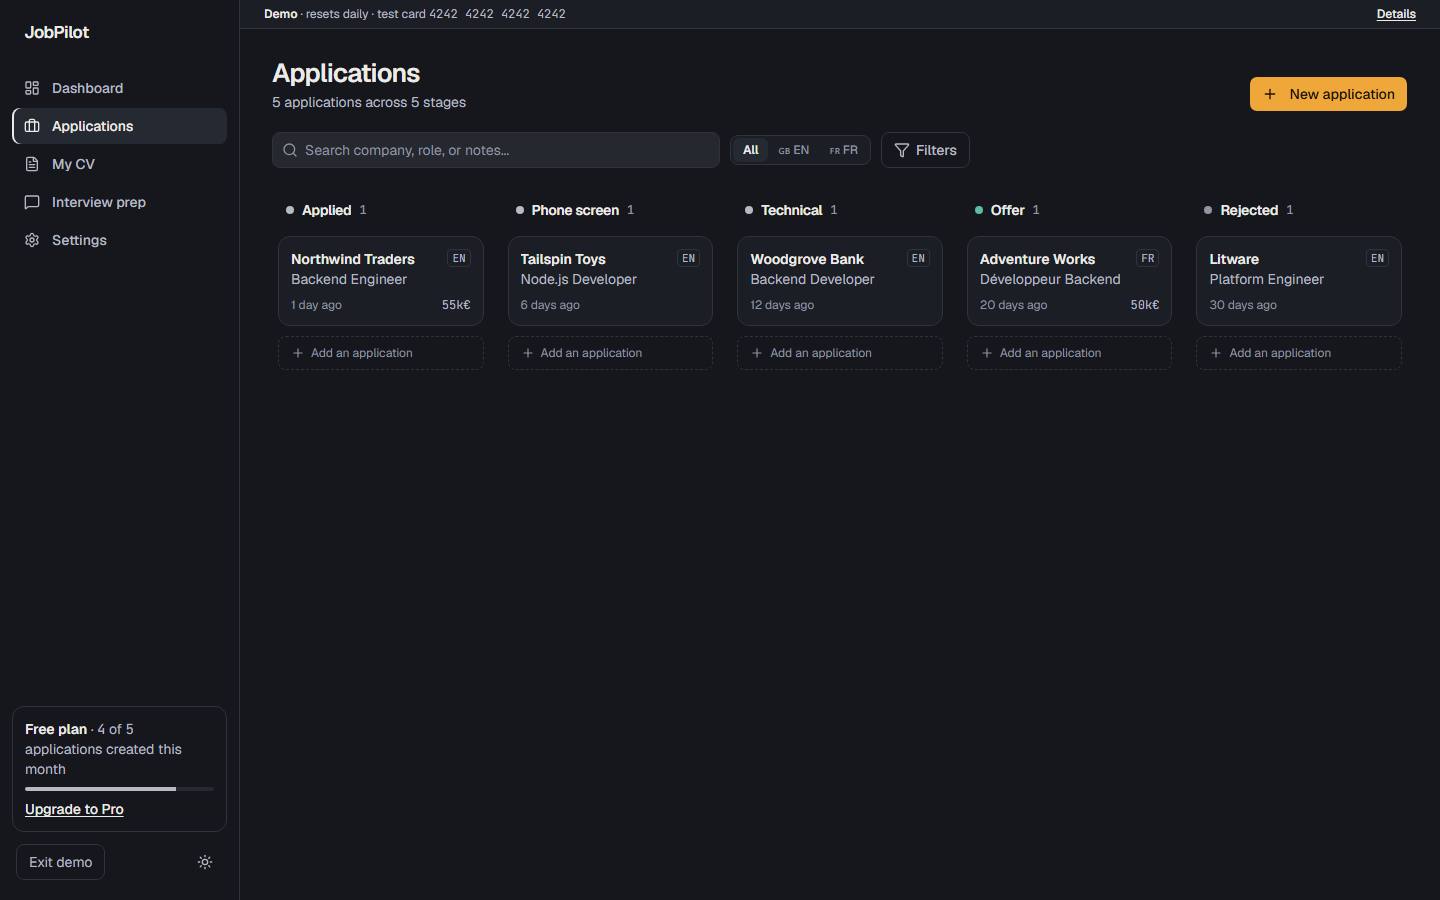 JobPilot
Dashboard
Applications
My CV
Interview prep
Settings
Free plan · 4 of 5
applications created this
month
Upgrade to Pro
Exit demo
Demo · resets daily · test card 4242 4242 4242 4242
Details
Applications
5 applications across 5 stages
New application
Search company, role, or notes...
All
GB EN
FR FR
Filters
Applied 1
Northwind Traders EN
Backend Engineer
1 day ago 55k€
Add an application
Phone screen 1
Tailspin Toys EN
Node.js Developer
6 days ago
Add an application
Technical 1
Woodgrove Bank EN
Backend Developer
12 days ago
Add an application
Offer 1
Adventure Works FR
Développeur Backend
20 days ago 50k€
Add an application
Rejected 1
Litware EN
Platform Engineer
30 days ago
Add an application